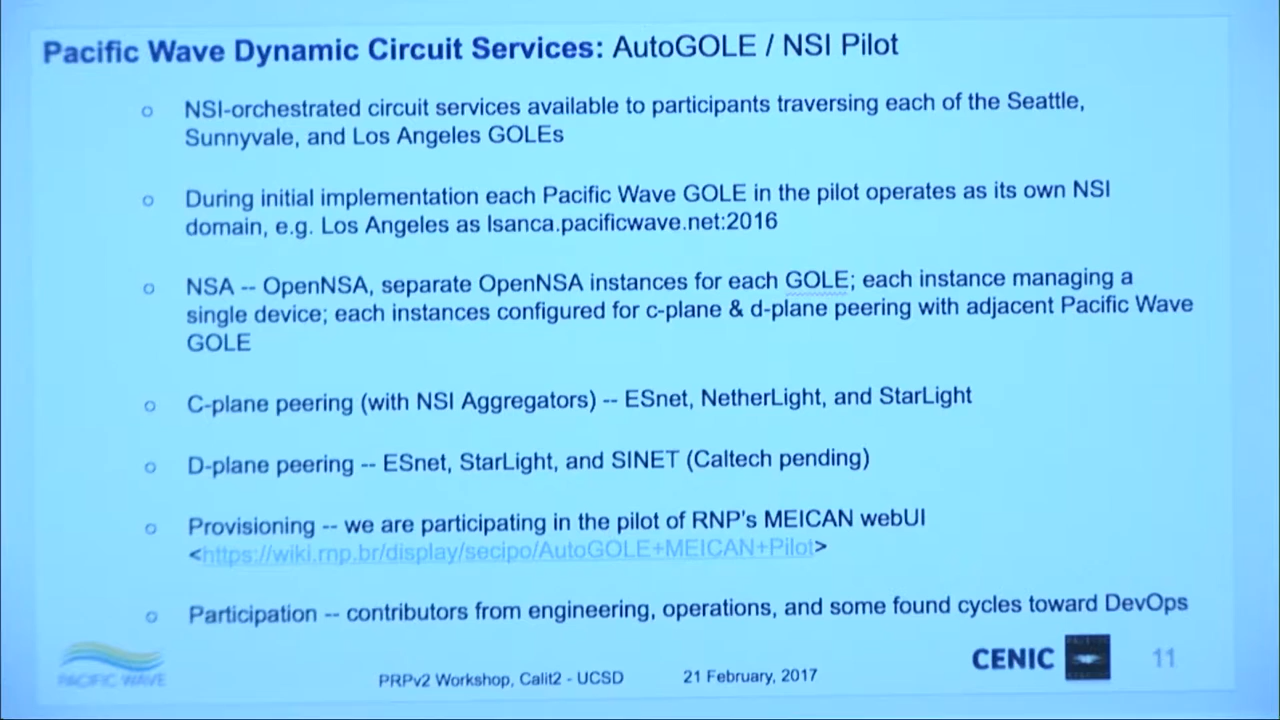 Pacific Wave Dynamic Circuit Services: AutoGOLE / NSI Pilot
NSI-orchestrated circuit services available to participants traversing each of the Seattle,
Sunnyvale, and Los Angeles GOLEs
During initial implementation each Pacific Wave GOLE in the pilot operates as its own NSI
domain, e.g. Los Angeles as lsanca.pacificwave.net:2016
NSA -- OpenNSA, separate OpenNSA instances for each GOLE; each instance managing a
single device; each instances configured for c-plane & d-plane peering with adjacent Pacific Wave
GOLE
C-plane peering (with NSI Aggregators) -- ESnet, NetherLight, and StarLight
D-plane peering -- ESnet, StarLight, and SINET (Caltech pending)
Provisioning -- we are participating in the pilot of RNP's MEICAN webUI
<https://wiki.rnp.br/display/secipo/AutoGOLE+MEICAN+Pilot>
Participation -- contributors from engineering, operations, and some found cycles toward DevOps
PACIFIC WAVE
PRPv2 Workshop, Calit2 - UCSD
21 February, 2017
CENIC
11